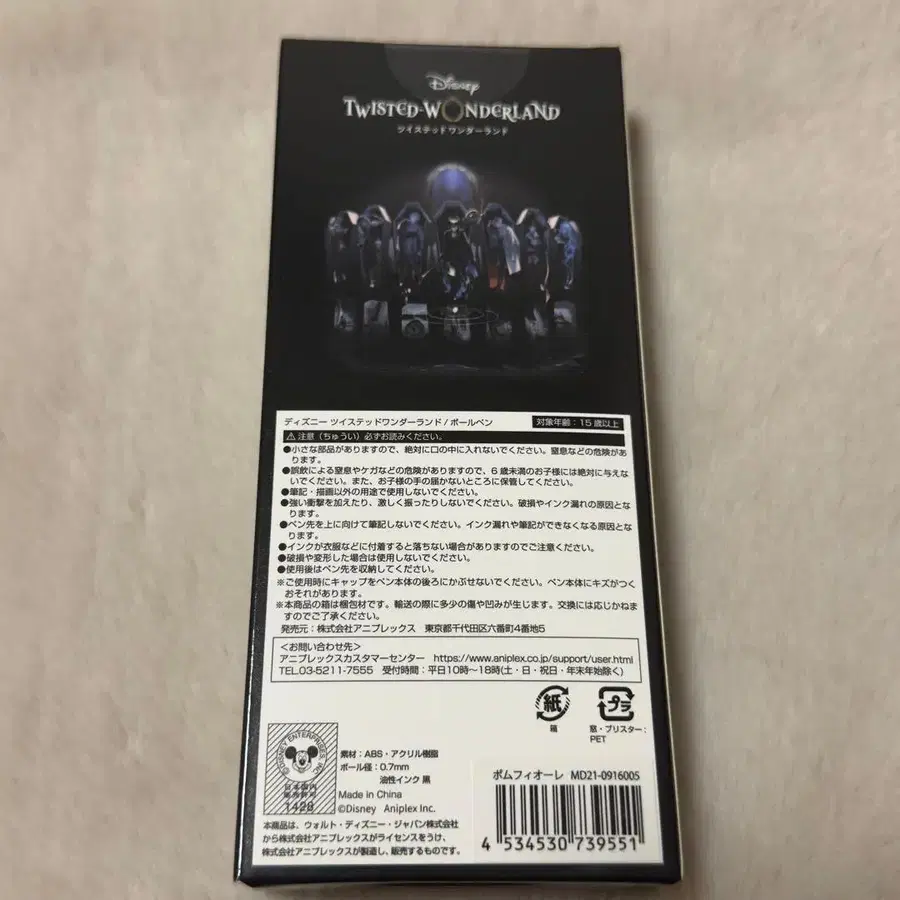 Disney
TWISTED-WONDERLAND
ツイステッドワンダーランド
ディズニー ツイステッドワンダーランド / ボールペン
対象年齢：15歳以上
⚠注意（ちゅうい）必ずお読みください。
●小さな部品がありますので、絶対に口の中に入れないでください。窒息などの危険があ
ります。
●誤飲による窒息やケガなどの危険がありますので、6歳未満のお子様には絶対に与えな
いでください。また、お子様の手の届かないところに保管してください。
●筆記・描画以外の用途で使用しないでください。
●強い衝撃を加えたり、激しく振ったりしないでください。破損やインク漏れの原因とな
ります。
●ペン先を上に向けて筆記しないでください。インク漏れや筆記ができなくなる原因とな
ります。
●インクが衣服などに付着すると落ちない場合がありますのでご注意ください。
●破損や変形した場合は使用しないでください。
●使用後はペン先を収納してください。
※ご使用時にキャップをペン本体の後ろにかぶせないでください。ペン本体にキズがつく
おそれがあります。
※本商品の箱は梱包材です。輸送の際に多少の傷や凹みが生じます。交換には応じかねま
すのでご了承ください。
発売元：株式会社アニプレックス 東京都千代田区六番町4番地5
＜お問い合わせ先＞
アニプレックスカスタマーセンター https://www.aniplex.co.jp/support/user.html
TEL.03-5211-7555 受付時間：平日10時〜18時(土・日・祝日・年末年始除く)
紙
箱
プラ
窓・ブリスター：
PET
© DISNEY ENTERPRISES, INC.
日本国内
販売許可
1428
素材：ABS・アクリル樹脂
ボール径：0.7mm
油性インク 黒
Made in China
©Disney Aniplex Inc.
本商品は、ウォルト・ディズニー・ジャパン株式会社
から株式会社アニプレックスがライセンスをうけ、
株式会社アニプレックスが製造し、販売するものです。
ポムフィオーレ MD21-0916005
4 534530 739551